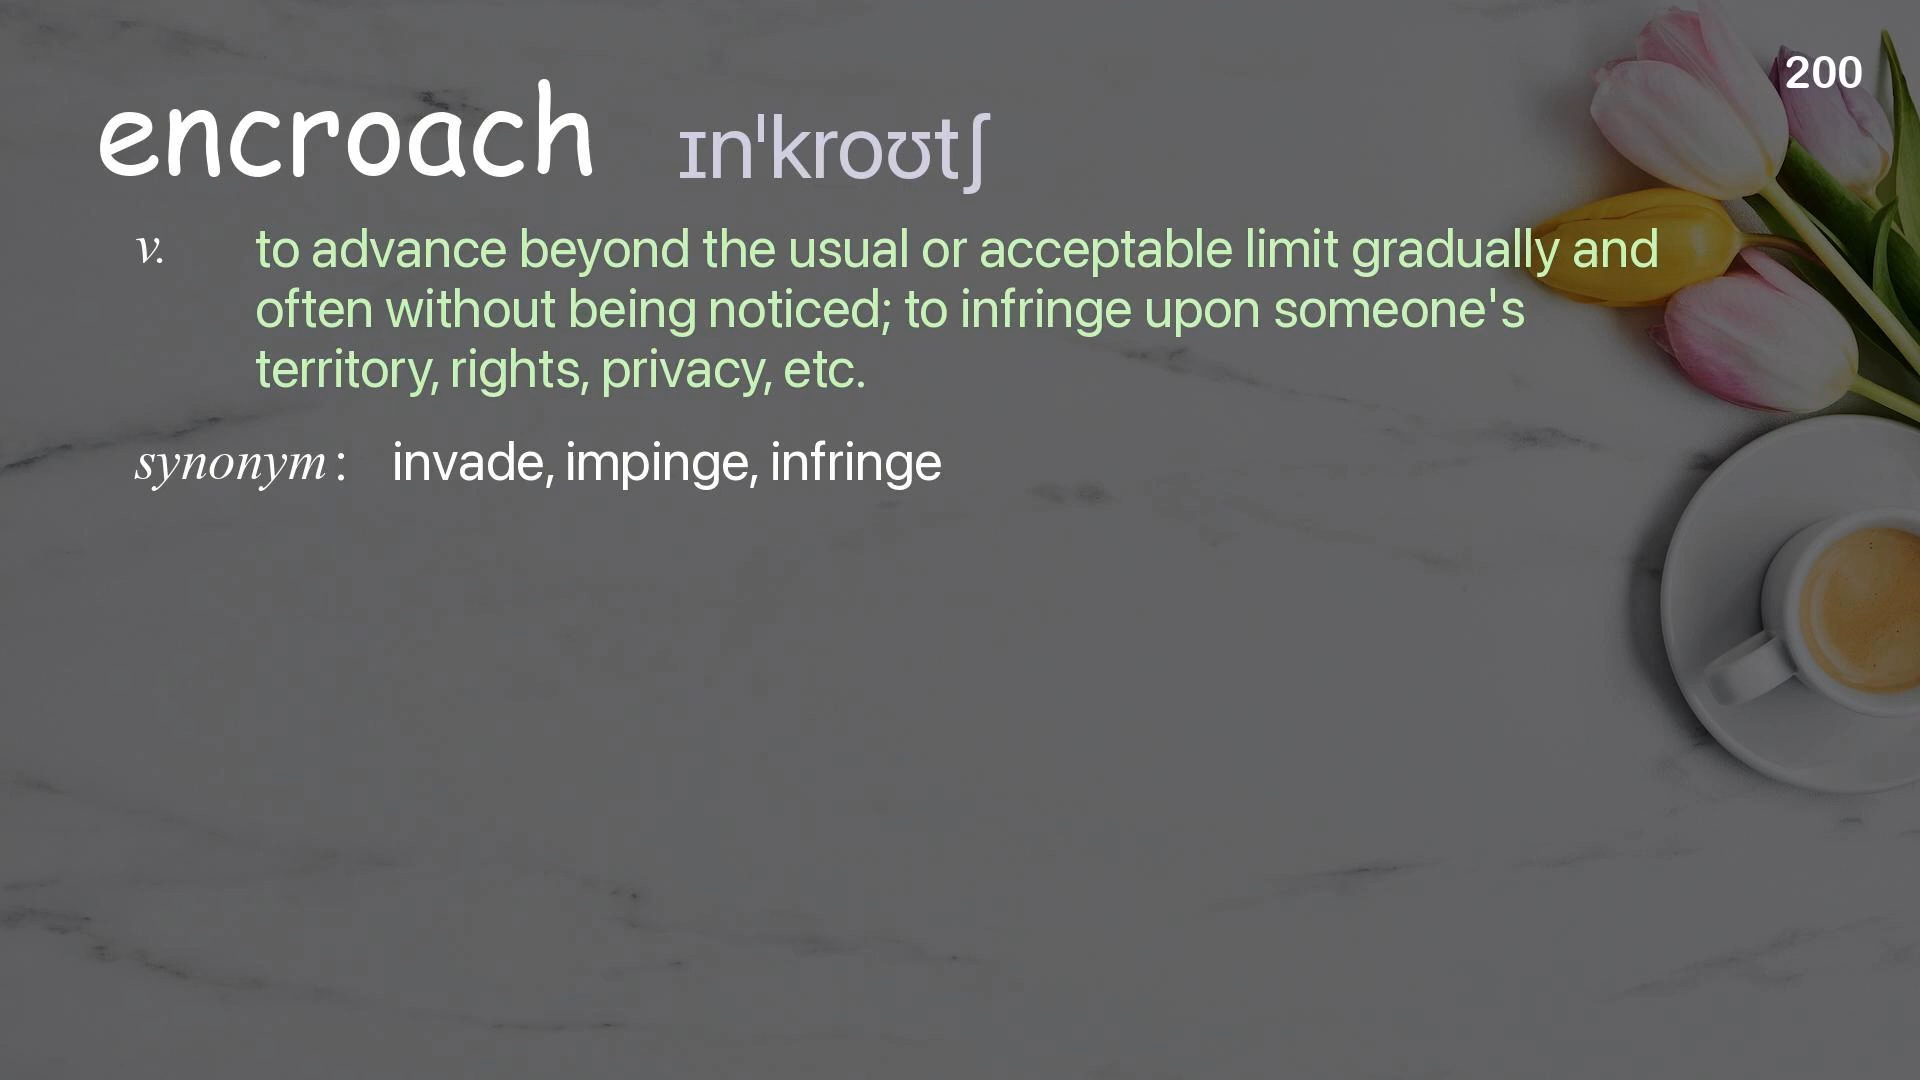 200
encroach ɪnˈkroʊtʃ
v. to advance beyond the usual or acceptable limit gradually and
often without being noticed; to infringe upon someone's
territory, rights, privacy, etc.
synonym : invade, impinge, infringe